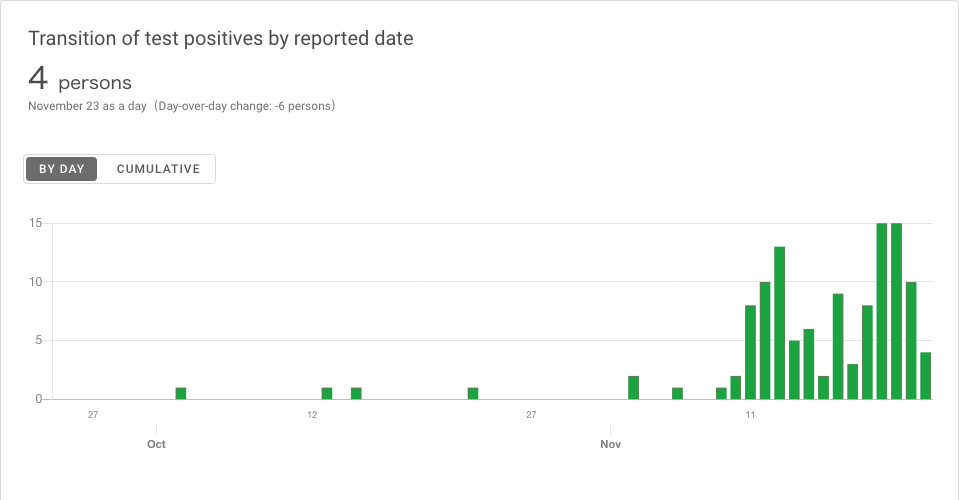 Transition of test positives by reported date
4 persons
November 23 as a day (Day-over-day change: -6 persons)
BY DAY CUMULATIVE
15
10
5
0
27 12 27 11
Oct Nov